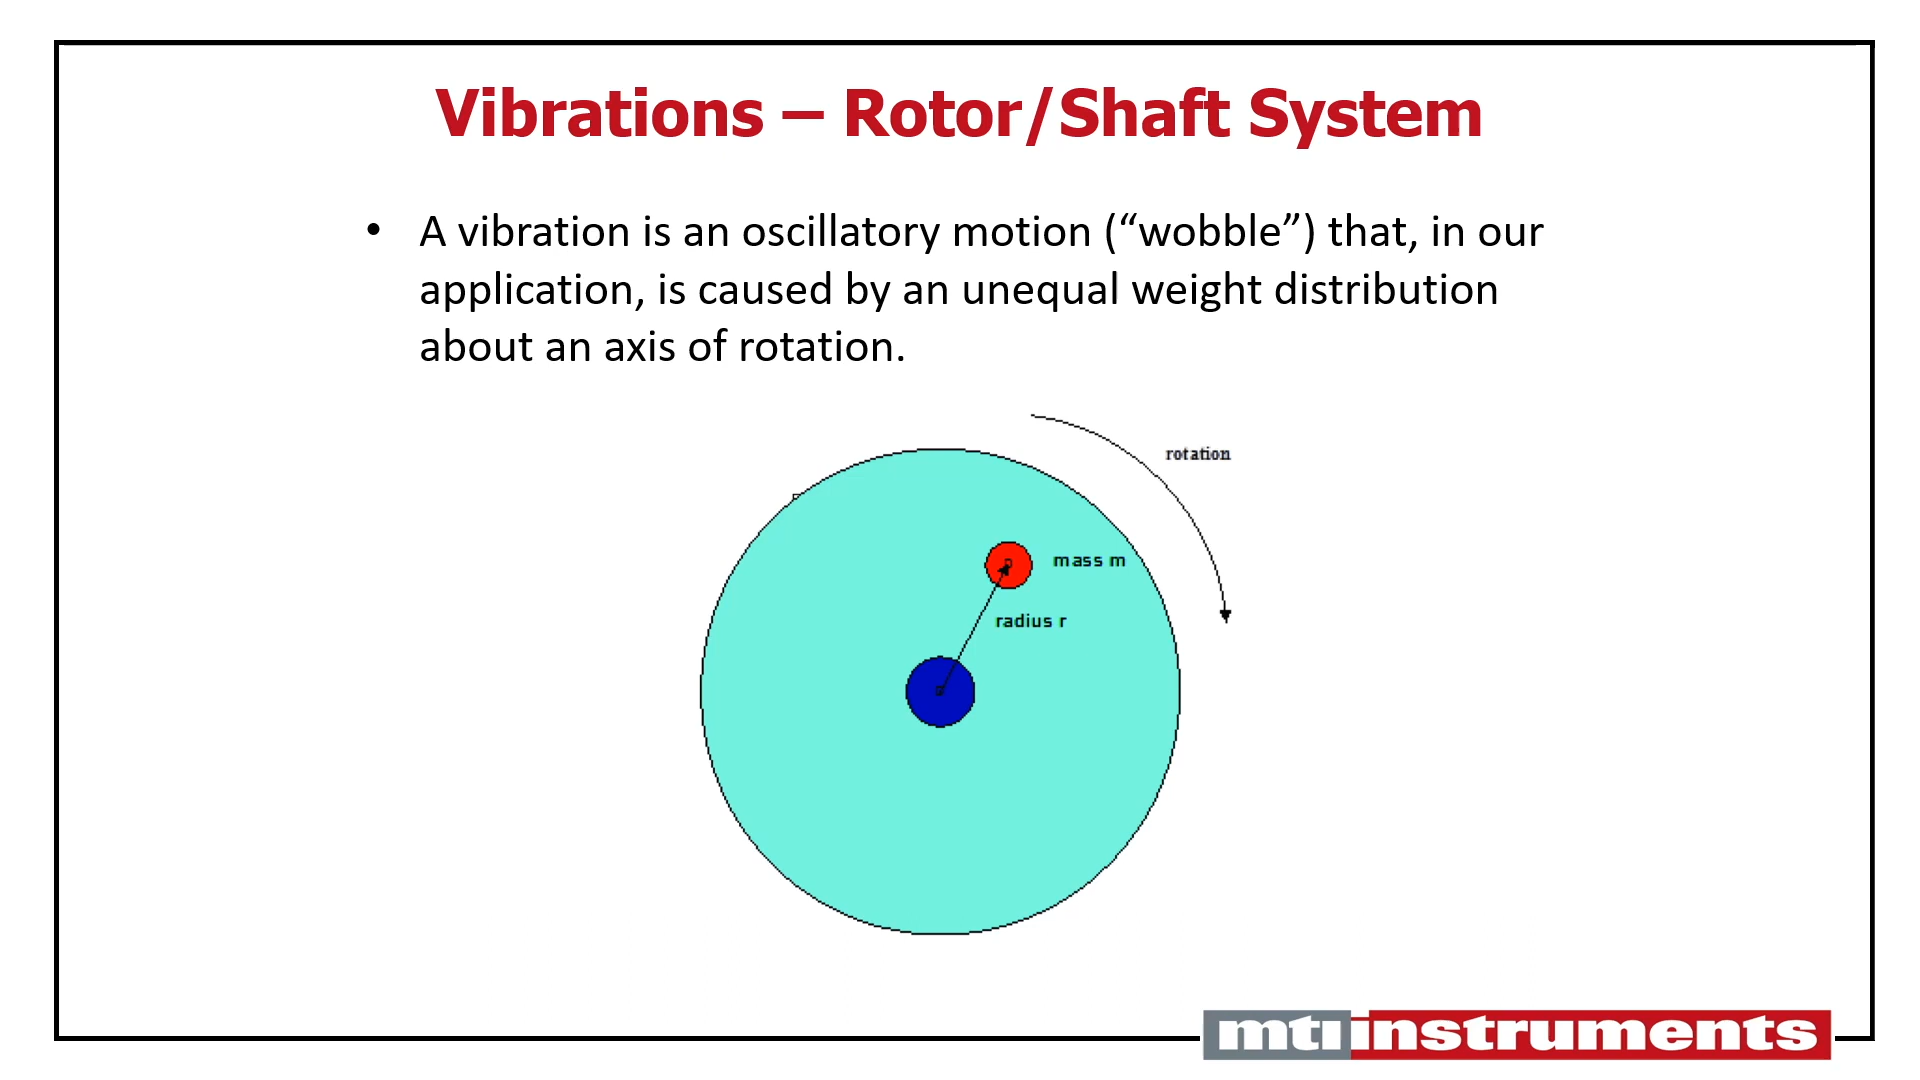 Vibrations – Rotor/Shaft System
• A vibration is an oscillatory motion (“wobble”) that, in our
application, is caused by an unequal weight distribution
about an axis of rotation.
rotation
mass m
radius r
mtiinstruments